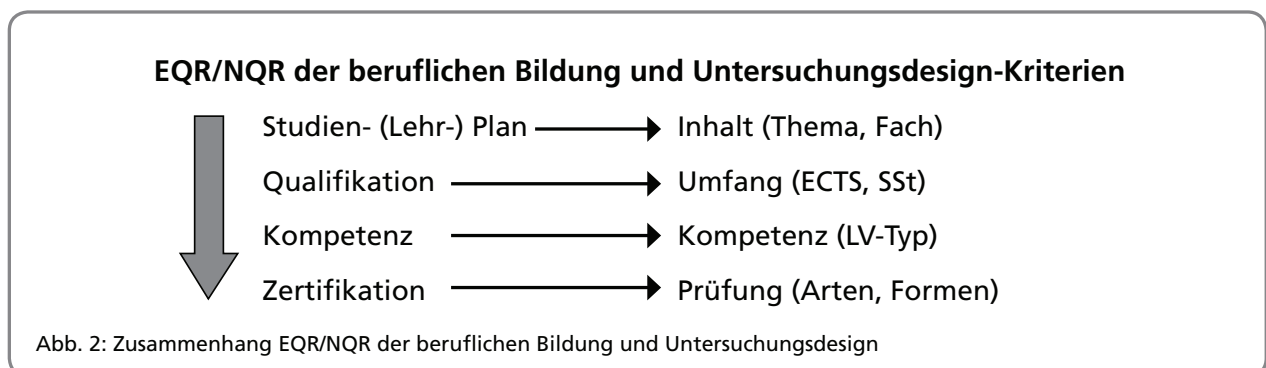 EQR/NQR der beruflichen Bildung und Untersuchungsdesign-Kriterien
Studien- (Lehr-) Plan Inhalt (Thema, Fach)
Qualifikation Umfang (ECTS, SSt)
Kompetenz Kompetenz (LV-Typ)
Zertifikation Prüfung (Arten, Formen)
Abb. 2: Zusammenhang EQR/NQR der beruflichen Bildung und Untersuchungsdesign